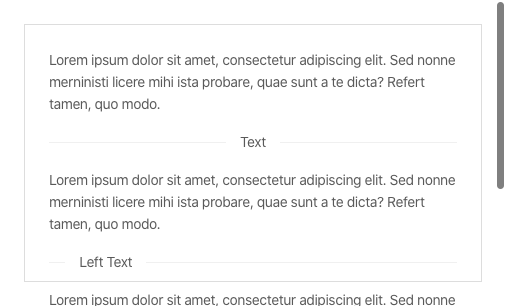 Lorem ipsum dolor sit amet, consectetur adipiscing elit. Sed nonne
merninisti licere mihi ista probare, quae sunt a te dicta? Refert
tamen, quo modo.
Text
Lorem ipsum dolor sit amet, consectetur adipiscing elit. Sed nonne
merninisti licere mihi ista probare, quae sunt a te dicta? Refert
tamen, quo modo.
Left Text
Lorem ipsum dolor sit amet, consectetur adipiscing elit. Sed nonne